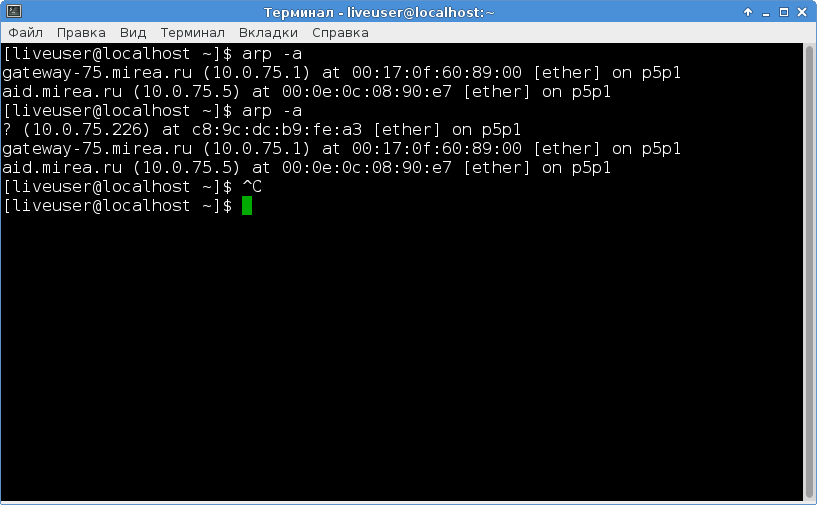 Терминал - liveuser@localhost:~
Файл Правка Вид Терминал Вкладки Справка
[liveuser@localhost ~]$ arp -a
gateway-75.mirea.ru (10.0.75.1) at 00:17:0f:60:89:00 [ether] on p5p1
aid.mirea.ru (10.0.75.5) at 00:0e:0c:08:90:e7 [ether] on p5p1
[liveuser@localhost ~]$ arp -a
? (10.0.75.226) at c8:9c:dc:b9:fe:a3 [ether] on p5p1
gateway-75.mirea.ru (10.0.75.1) at 00:17:0f:60:89:00 [ether] on p5p1
aid.mirea.ru (10.0.75.5) at 00:0e:0c:08:90:e7 [ether] on p5p1
[liveuser@localhost ~]$ ^C
[liveuser@localhost ~]$